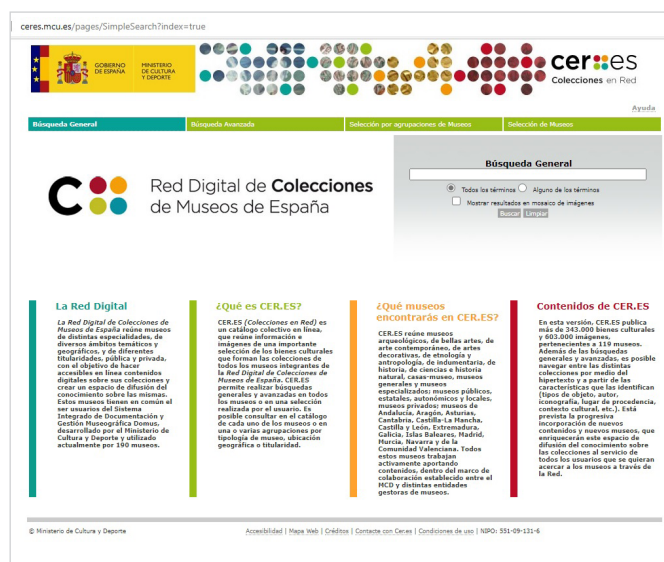 ceres.mcu.es/pages/SimpleSearch?index=true
GOBIERNO
DE ESPAÑA
MINISTERIO
DE CULTURA
Y DEPORTE
cer.es
Colecciones en Red
Ayuda
Búsqueda General
Búsqueda Avanzada
Selección por agrupaciones de Museos
Selección de Museos
Red Digital de Colecciones
de Museos de España
Búsqueda General
Todos los términos
Alguno de los términos
Mostrar resultados en mosaico de imágenes
Buscar
Limpiar
La Red Digital
La Red Digital de Colecciones de
Museos de España reúne museos
de distintas especialidades, de
diversos ámbitos temáticos y
geográficos, y de diferentes
titularidades, pública y privada,
con el objetivo de hacer
accesibles en línea contenidos
digitales sobre sus colecciones y
crear un espacio de difusión del
conocimiento sobre las mismas.
Estos museos tienen en común el
ser usuarios del Sistema
Integrado de Documentación y
Gestión Museográfica Domus,
desarrollado por el Ministerio de
Cultura y Deporte y utilizado
actualmente por 190 museos.
¿Qué es CER.ES?
CER.ES (Colecciones en Red) es
un catálogo colectivo en línea,
que reúne información e
imágenes de una importante
selección de los bienes culturales
que forman las colecciones de
todos los museos integrantes de
la Red Digital de Colecciones de
Museos de España. CER.ES
permite realizar búsquedas
generales y avanzadas en todos
los museos o en una selección
realizada por el usuario. Es
posible consultar en el catálogo
de cada uno de los museos o en
una o varias agrupaciones por
tipología de museo, ubicación
geográfica o titularidad.
¿Qué museos
encontrarás en CER.ES?
CER.ES reúne museos
arqueológicos, de bellas artes, de
arte contemporáneo, de artes
decorativas, de etnología y
antropología, de indumentaria, de
historia, de ciencias e historia
natural, casas-museo, museos
generales y museos
especializados: museos públicos,
estatales, autonómicos y locales,
museos privados; museos de
Andalucía, Aragón, Asturias,
Cantabria, Castilla-La Mancha,
Castilla y León, Extremadura,
Galicia, Islas Baleares, Madrid,
Murcia, Navarra y de la
Comunidad Valenciana. Todos
estos museos trabajan
activamente aportando
contenidos, dentro del marco de
colaboración establecido entre el
MCD y distintas entidades
gestoras de museos.
Contenidos de CER.ES
En esta versión, CER.ES publica
más de 343.000 bienes culturales
y 603.000 imágenes,
pertenecientes a 119 museos.
Además de las búsquedas
generales y avanzadas, es posible
navegar entre las distintas
colecciones por medio del
hipertexto y a partir de las
características que las identifican
(tipos de objeto, autor,
iconografía, lugar de procedencia,
contexto cultural, etc.). Está
prevista la progresiva
incorporación de nuevos
contenidos y nuevos museos, que
enriquecerán este espacio de
difusión del conocimiento sobre
las colecciones al servicio de
todos los usuarios que se quieran
acercar a los museos a través de
la Red.
© Ministerio de Cultura y Deporte
Accesibilidad | Mapa Web | Créditos | Contacte con Cer.es | Condiciones de uso | NIPO: 551-09-131-6